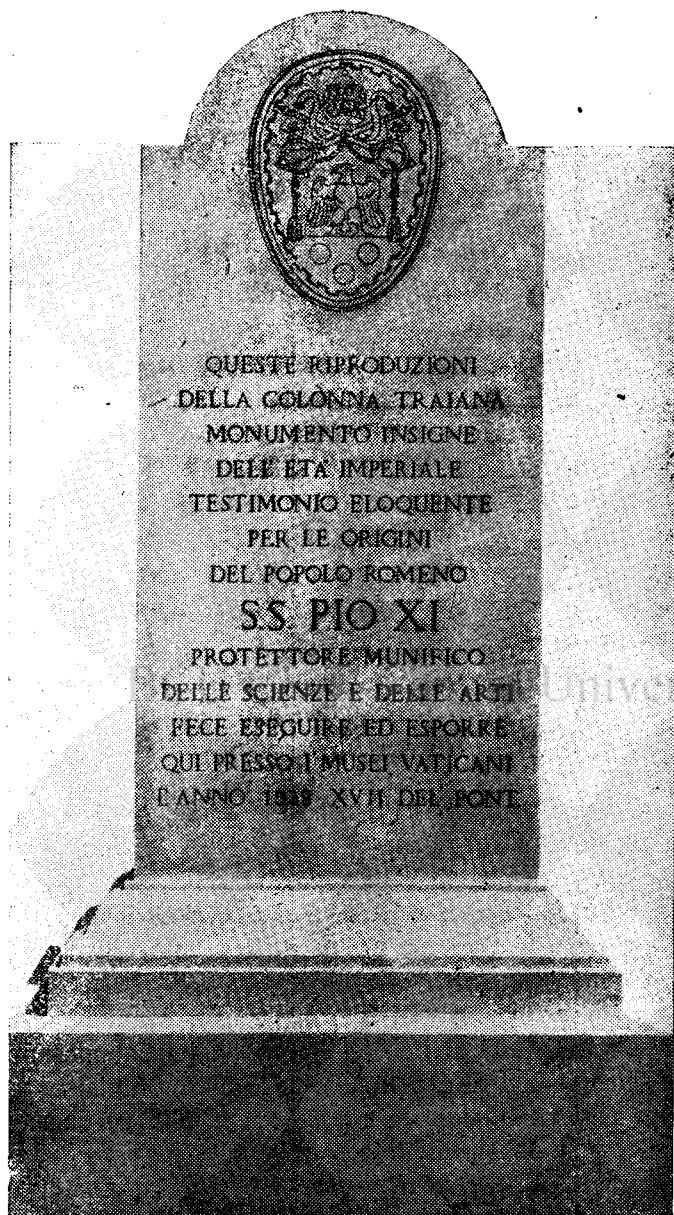 QUESTE RIPRODUZIONI
DELLA COLONNA TRAIANA
MONUMENTO INSIGNE
DELL'ETÀ IMPERIALE
TESTIMONIO ELOQUENTE
PER LE ORIGINI
DEL POPOLO ROMENO
S.S. PIO XI
PROTETTORE MUNIFICO
DELLE SCIENZE E DELLE ARTI
FECE ESEGUIRE ED ESPORRE
QUI PRESSO I MUSEI VATICANI
L'ANNO XVII DEL PONT.
Univer